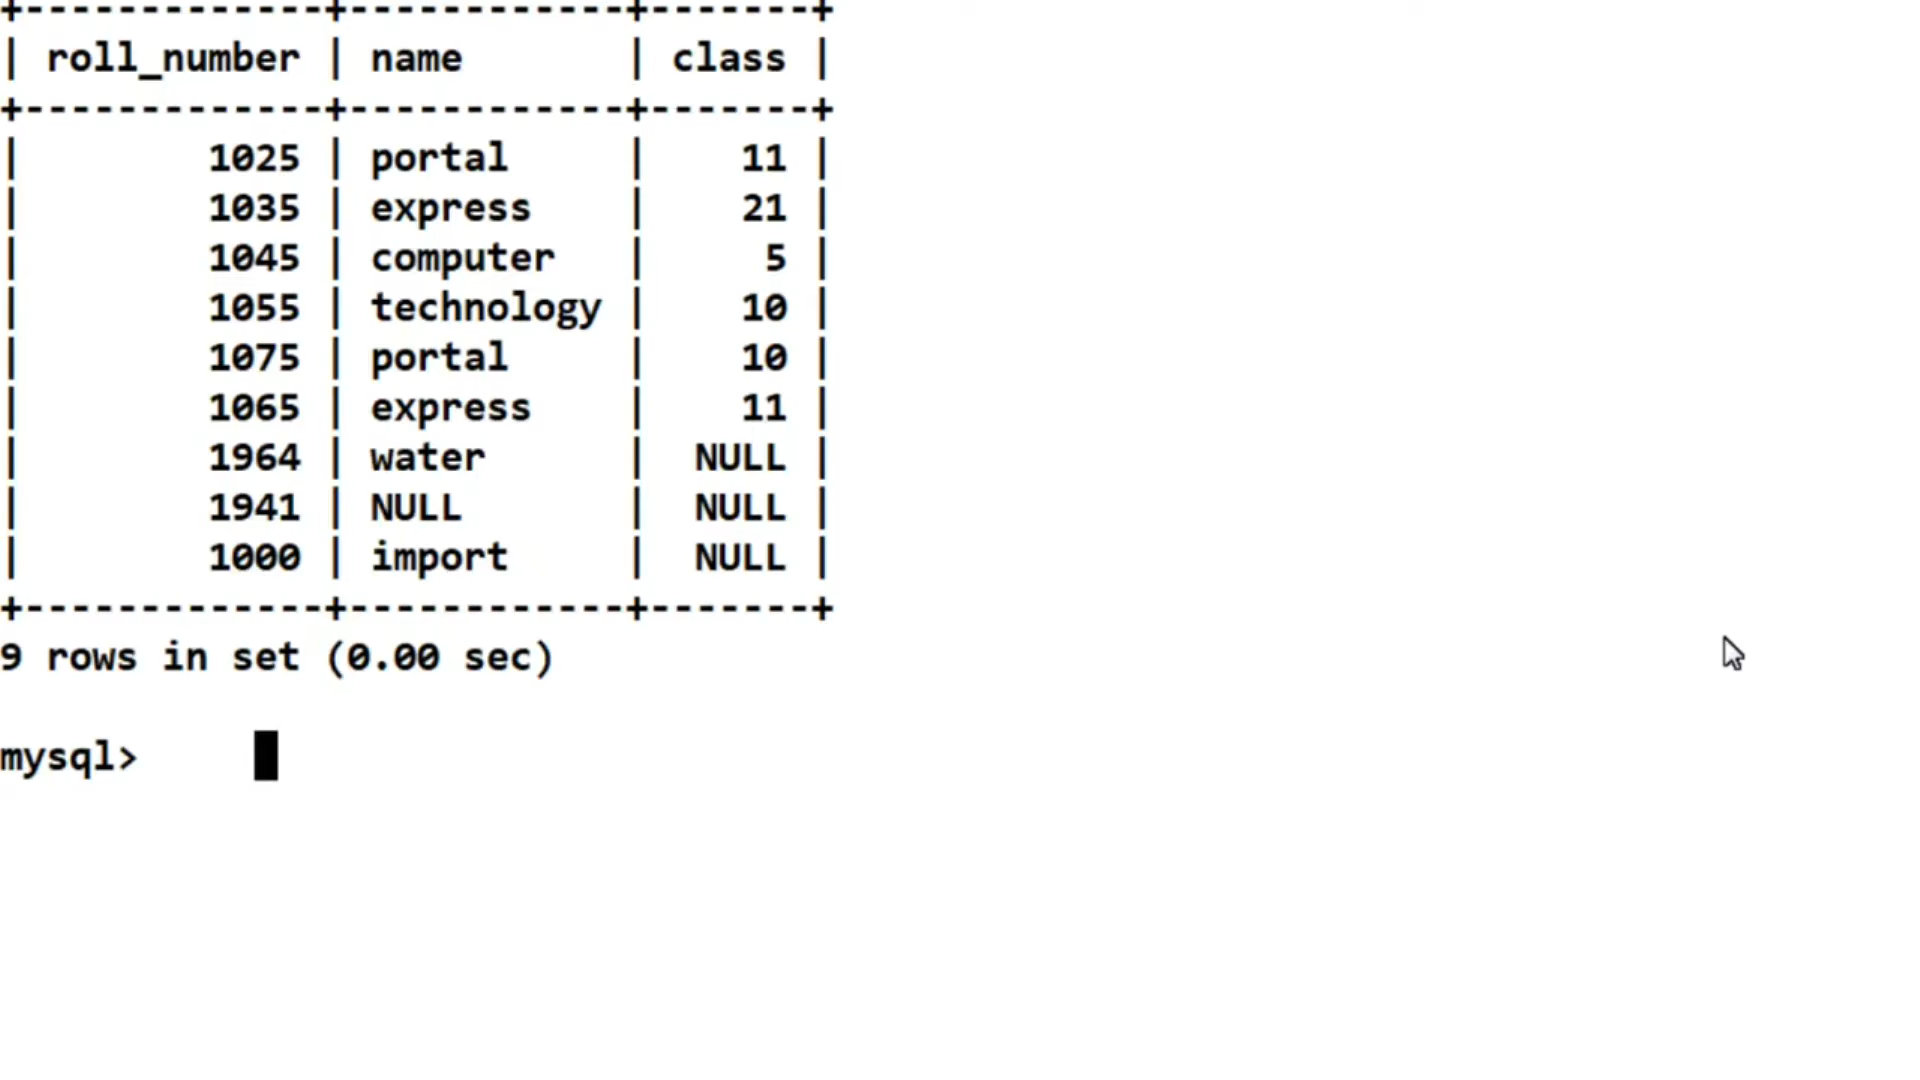 +-------------+------------+-------+
| roll_number | name       | class |
+-------------+------------+-------+
|        1025 | portal     |    11 |
|        1035 | express    |    21 |
|        1045 | computer   |     5 |
|        1055 | technology |    10 |
|        1075 | portal     |    10 |
|        1065 | express    |    11 |
|        1964 | water      |  NULL |
|        1941 | NULL       |  NULL |
|        1000 | import     |  NULL |
+-------------+------------+-------+
9 rows in set (0.00 sec)
mysql>